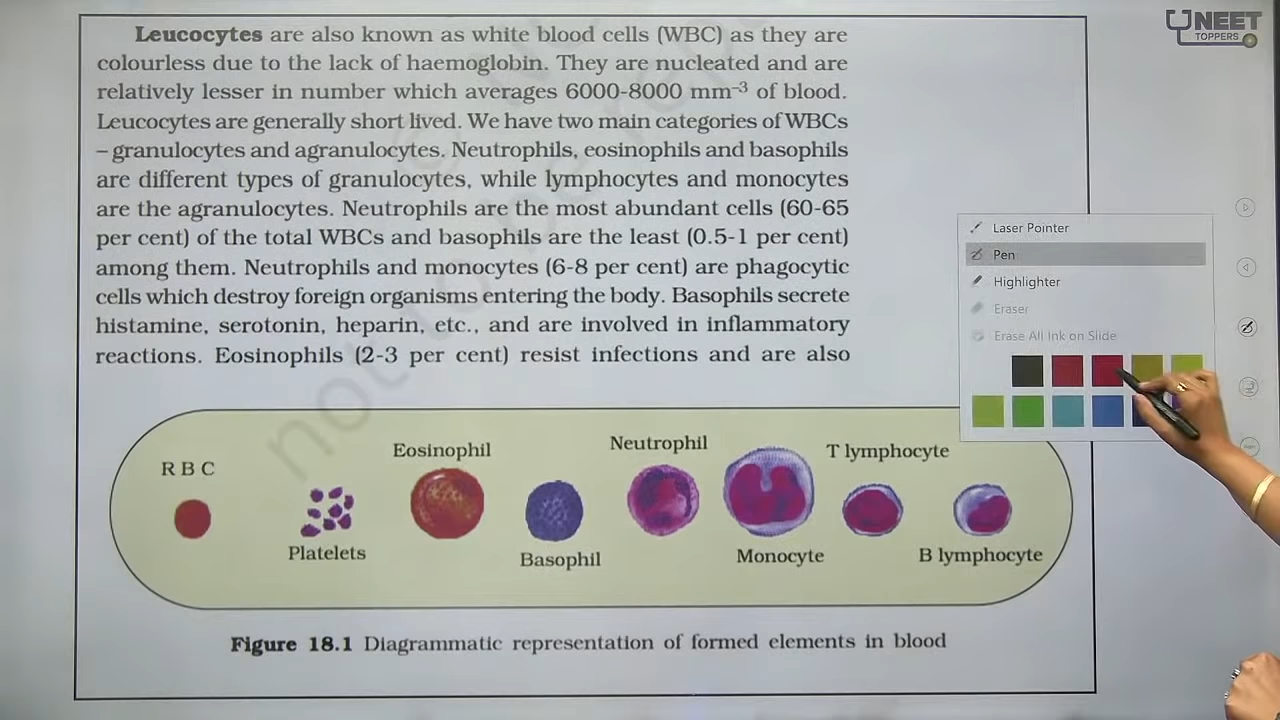 NEET
TOPPERS
Leucocytes are also known as white blood cells (WBC) as they are
colourless due to the lack of haemoglobin. They are nucleated and are
relatively lesser in number which averages 6000-8000 mm–3 of blood.
Leucocytes are generally short lived. We have two main categories of WBCs
– granulocytes and agranulocytes. Neutrophils, eosinophils and basophils
are different types of granulocytes, while lymphocytes and monocytes
are the agranulocytes. Neutrophils are the most abundant cells (60-65
per cent) of the total WBCs and basophils are the least (0.5-1 per cent)
among them. Neutrophils and monocytes (6-8 per cent) are phagocytic
cells which destroy foreign organisms entering the body. Basophils secrete
histamine, serotonin, heparin, etc., and are involved in inflammatory
reactions. Eosinophils (2-3 per cent) resist infections and are also
Laser Pointer
Pen
Highlighter
Eraser
Erase All Ink on Slide
R B C
Platelets
Eosinophil
Basophil
Neutrophil
Monocyte
T lymphocyte
B lymphocyte
Figure 18.1 Diagrammatic representation of formed elements in blood